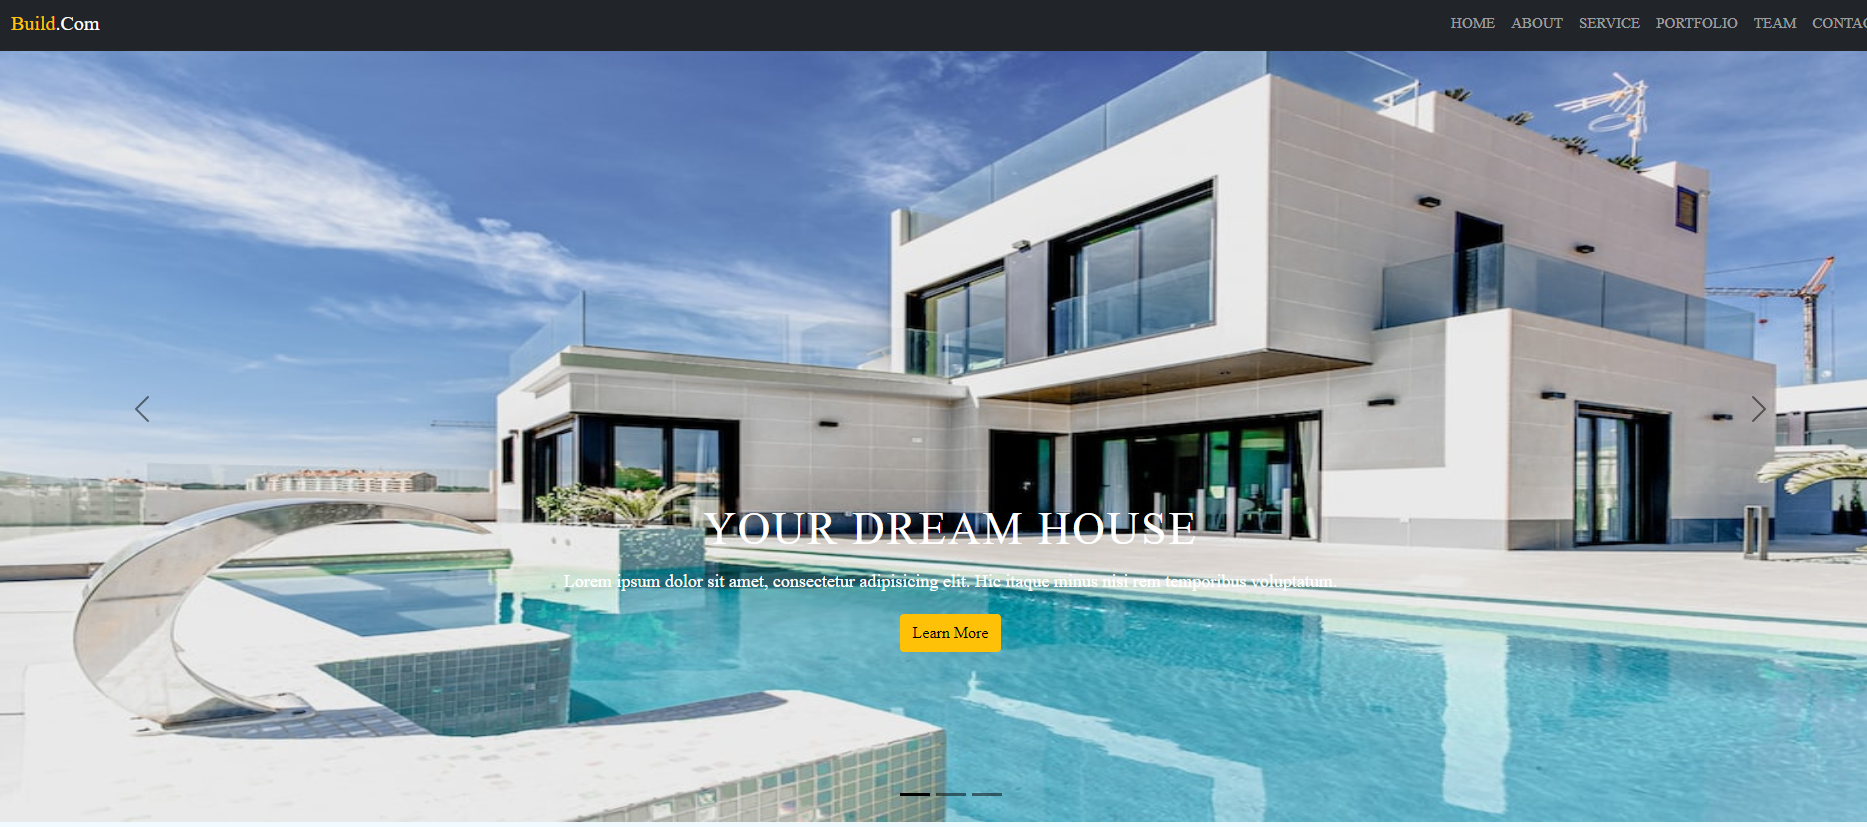 Build.Com
HOME ABOUT SERVICE PORTFOLIO TEAM CONTAC
YOUR DREAM HOUSE
Lorem ipsum dolor sit amet, consectetur adipisicing elit. Hic itaque minus nisi rem temporibus voluptatum.
Learn More